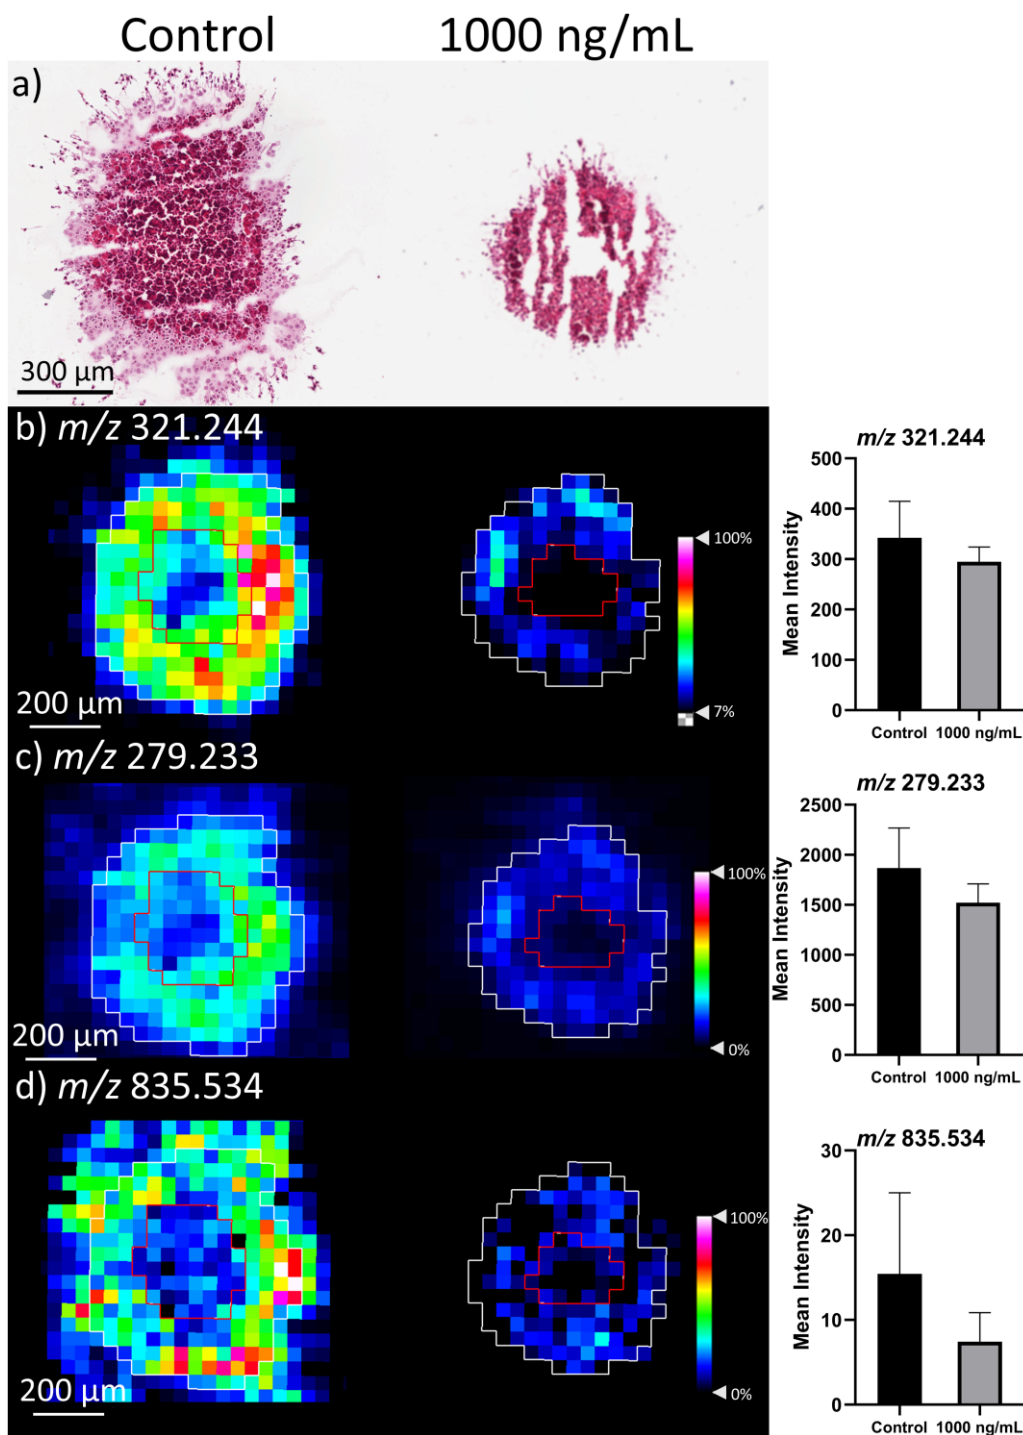 Control 1000 ng/mL
a)
300 µm
b) m/z 321.244
100%
7%
200 µm
m/z 321.244
500
400
300
200
100
0
Mean Intensity
Control 1000 ng/mL
c) m/z 279.233
100%
0%
200 µm
m/z 279.233
2500
2000
1500
1000
500
0
Mean Intensity
Control 1000 ng/mL
d) m/z 835.534
100%
0%
200 µm
m/z 835.534
30
20
10
0
Mean Intensity
Control 1000 ng/mL